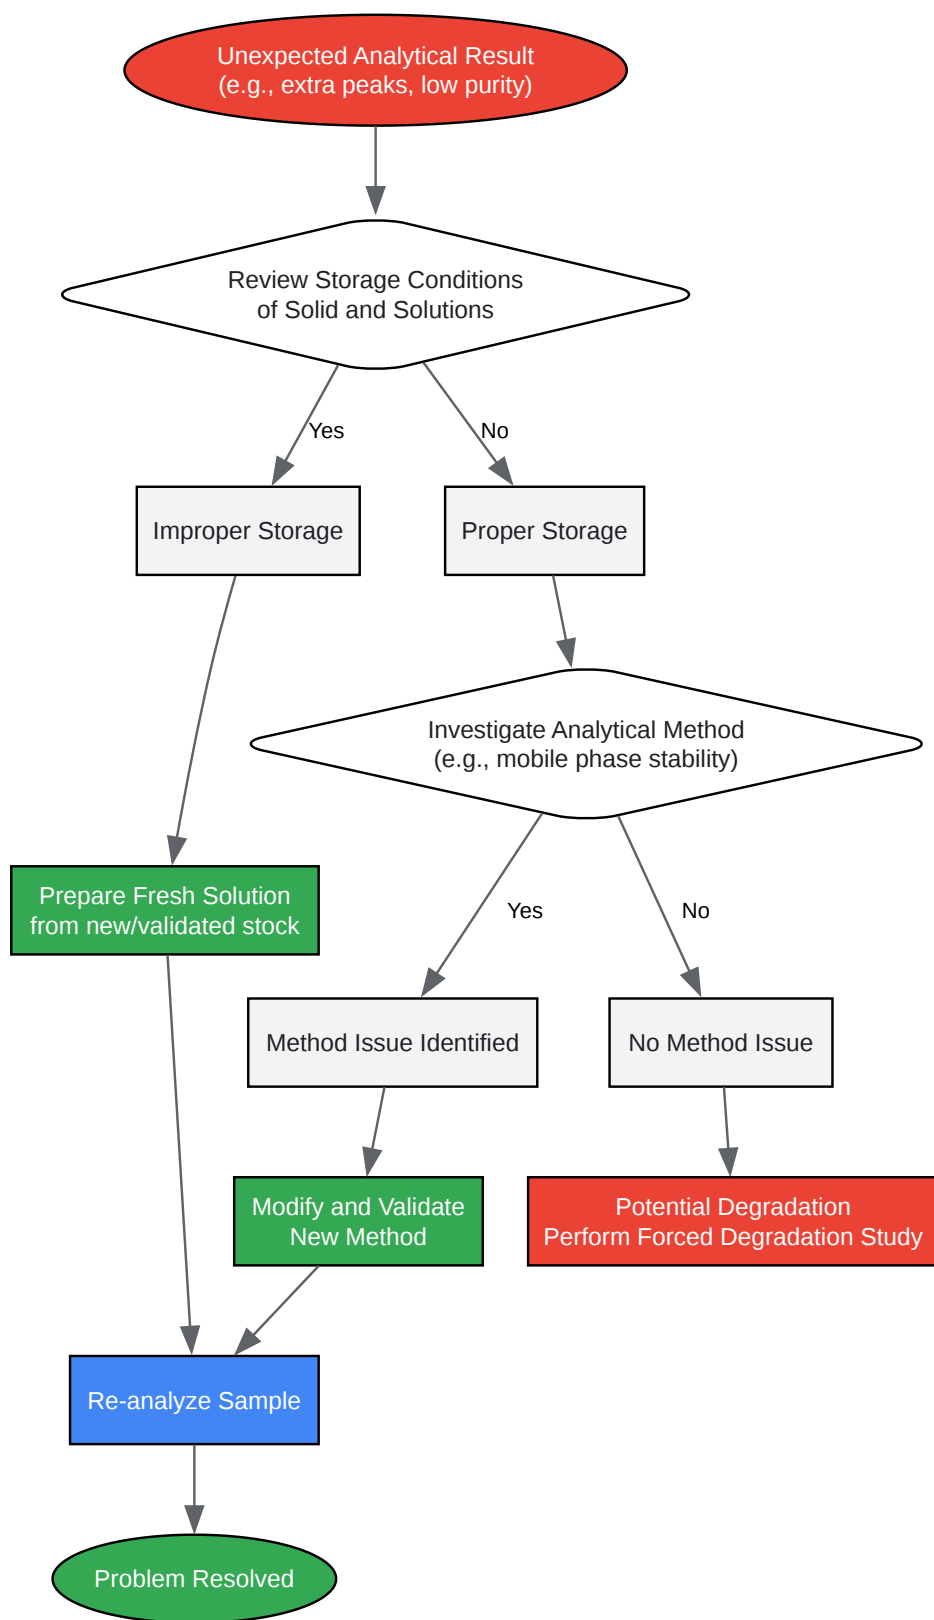 Unexpected Analytical Result
(e.g., extra peaks, low purity)
Review Storage Conditions
of Solid and Solutions
Yes
No
Improper Storage
Proper Storage
Investigate Analytical Method
(e.g., mobile phase stability)
Prepare Fresh Solution
from new/validated stock
Yes
No
Method Issue Identified
No Method Issue
Modify and Validate
New Method
Potential Degradation
Perform Forced Degradation Study
Re-analyze Sample
Problem Resolved